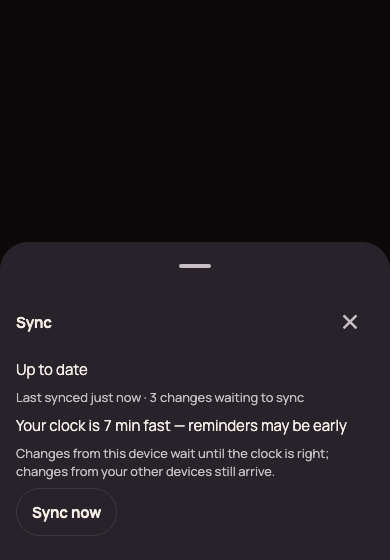 Sync
Up to date
Last synced just now · 3 changes waiting to sync
Your clock is 7 min fast — reminders may be early
Changes from this device wait until the clock is right;
changes from your other devices still arrive.
Sync now